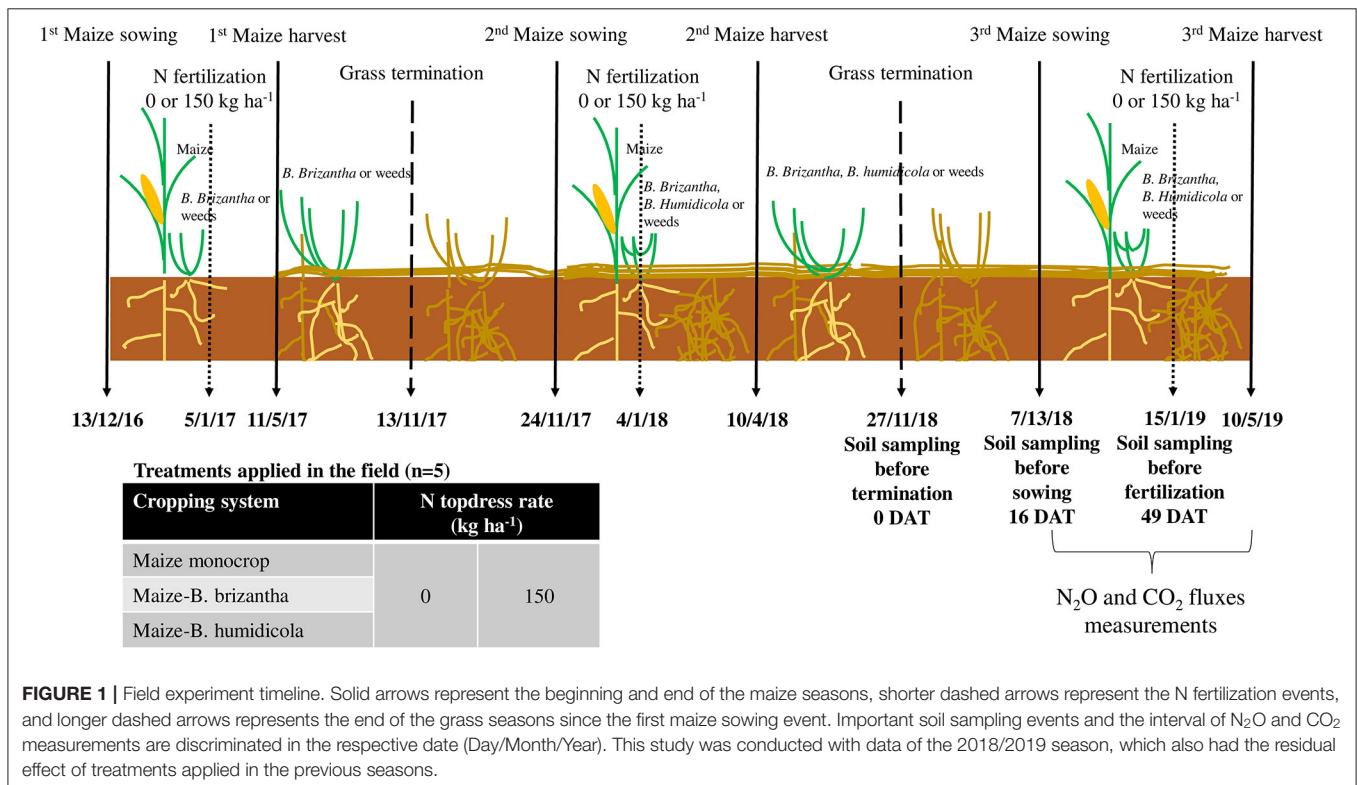 1st Maize sowing
1st Maize harvest
2nd Maize sowing
2nd Maize harvest
3rd Maize sowing
3rd Maize harvest
N fertilization
0 or 150 kg ha-1
Grass termination
N fertilization
0 or 150 kg ha-1
Grass termination
N fertilization
0 or 150 kg ha-1
Maize
B. Brizantha or
weeds
B. Brizantha or weeds
Maize
B. Brizantha,
B. Humidicola or
weeds
B. Brizantha, B. humidicola or weeds
Maize
B. Brizantha,
B. Humidicola or
weeds
13/12/16
5/1/17
11/5/17
13/11/17
24/11/17
4/1/18
10/4/18
27/11/18
Soil sampling
before
termination
0 DAT
7/13/18
Soil sampling
before
sowing
16 DAT
15/1/19
Soil sampling
before
fertilization
49 DAT
10/5/19
N2O and CO2 fluxes
measurements
Treatments applied in the field (n=5)
Cropping system
N topdress rate
(kg ha-1)
Maize monocrop
Maize-B. brizantha
Maize-B. humidicola
0
150
FIGURE 1 | Field experiment timeline. Solid arrows represent the beginning and end of the maize seasons, shorter dashed arrows represent the N fertilization events,
and longer dashed arrows represents the end of the grass seasons since the first maize sowing event. Important soil sampling events and the interval of N2O and CO2
measurements are discriminated in the respective date (Day/Month/Year). This study was conducted with data of the 2018/2019 season, which also had the residual
effect of treatments applied in the previous seasons.